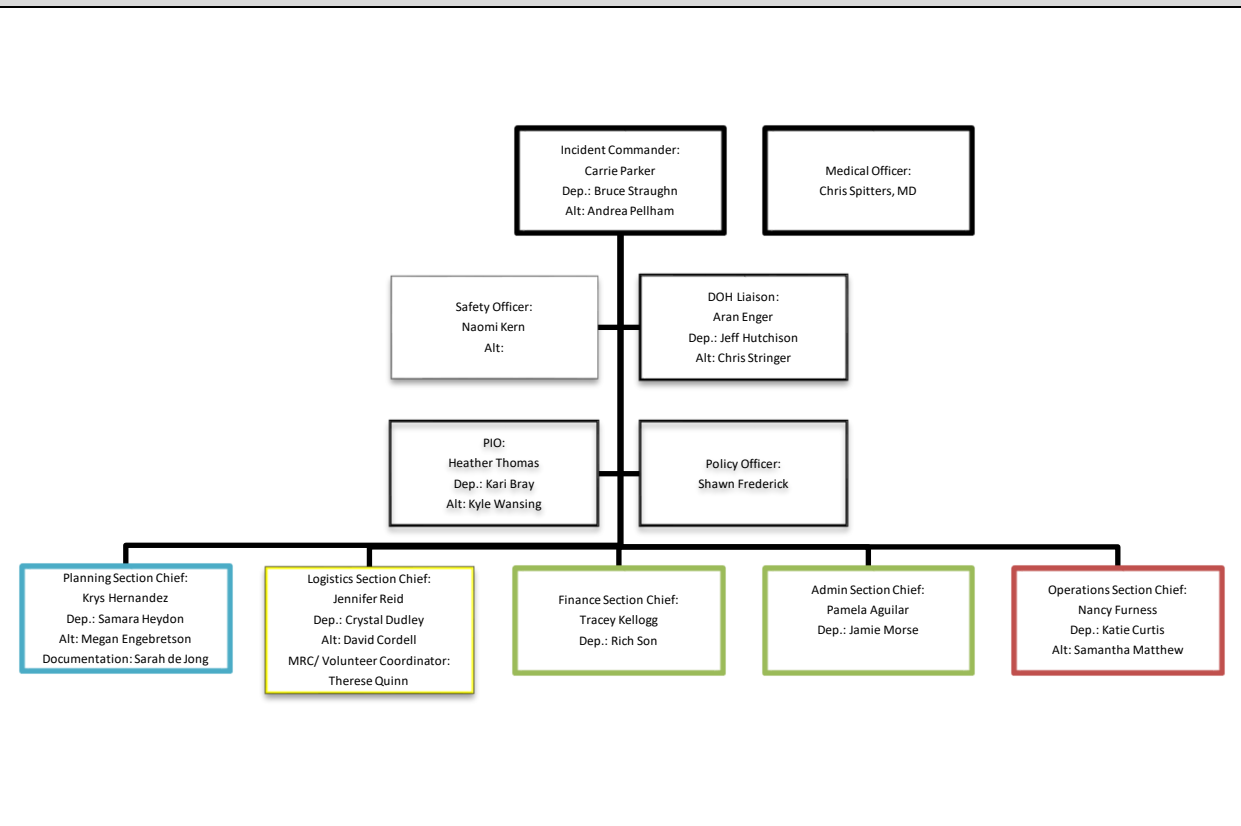 Incident Commander:
Carrie Parker
Dep.: Bruce Straughn
Alt: Andrea Pellham
Medical Officer:
Chris Spitters, MD
Safety Officer:
Naomi Kern
Alt:
DOH Liaison:
Aran Enger
Dep.: Jeff Hutchison
Alt: Chris Stringer
PIO:
Heather Thomas
Dep.: Kari Bray
Alt: Kyle Wansing
Policy Officer:
Shawn Frederick
Planning Section Chief:
Krys Hernandez
Dep.: Samara Heydon
Alt: Megan Engebretson
Documentation: Sarah de Jong
Logistics Section Chief:
Jennifer Reid
Dep.: Crystal Dudley
Alt: David Cordell
MRC/ Volunteer Coordinator:
Therese Quinn
Finance Section Chief:
Tracey Kellogg
Dep.: Rich Son
Admin Section Chief:
Pamela Aguilar
Dep.: Jamie Morse
Operations Section Chief:
Nancy Furness
Dep.: Katie Curtis
Alt: Samantha Matthew